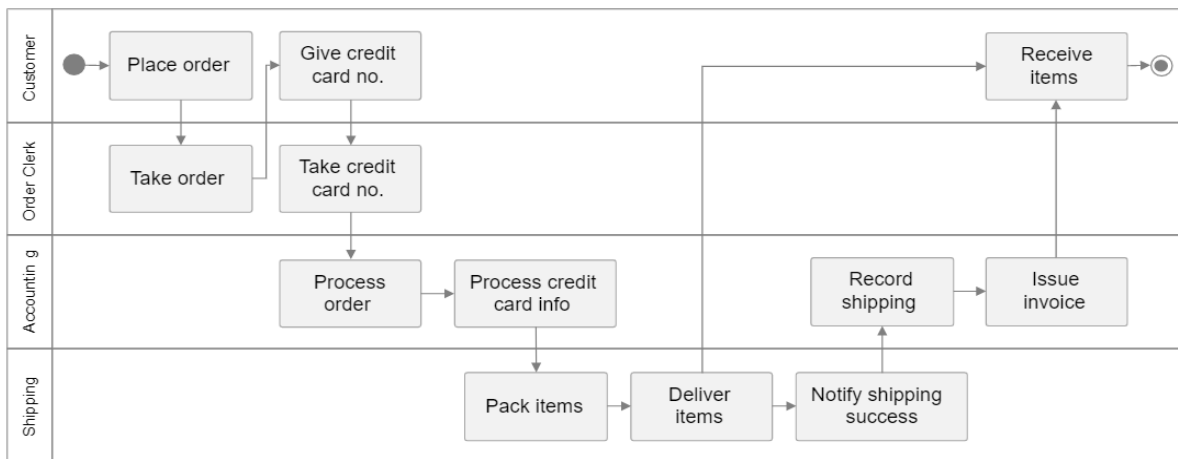 Customer
Place order
Give credit
card no.
Receive
items
Order Clerk
Take order
Take credit
card no.
Accountin g
Process
order
Process credit
card info
Record
shipping
Issue
invoice
Shipping
Pack items
Deliver
items
Notify shipping
success